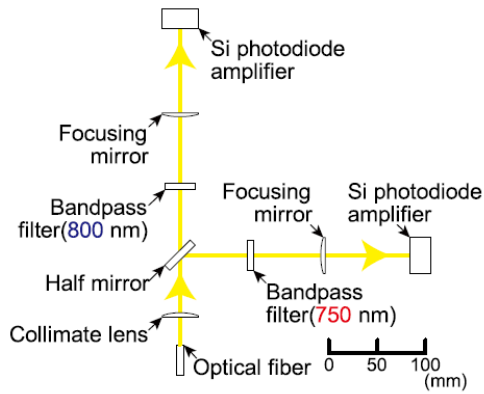 Si photodiode
amplifier
Focusing
mirror
Bandpass
filter(800 nm)
Focusing
mirror
Si photodiode
amplifier
Half mirror
Bandpass
filter(750 nm)
Collimate lens
Optical fiber
0 50 100
(mm)